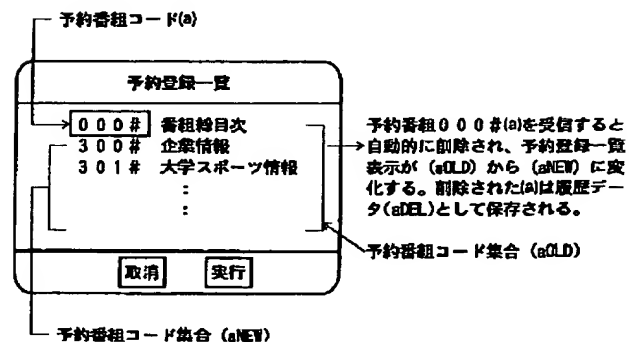 予約番組コード(a)
予約登録一覧
000# 番組総目次
300# 企業情報
301# 大学スポーツ情報
:
:
取消 実行
予約番組000#(a)を受信すると
自動的に削除され、予約登録一覧
表示が (aOLD) から (aNEW) に変
化する。削除された(a)は履歴デー
タ(aDEL)として保存される。
予約番組コード集合 (aOLD)
予約番組コード集合 (aNEW)